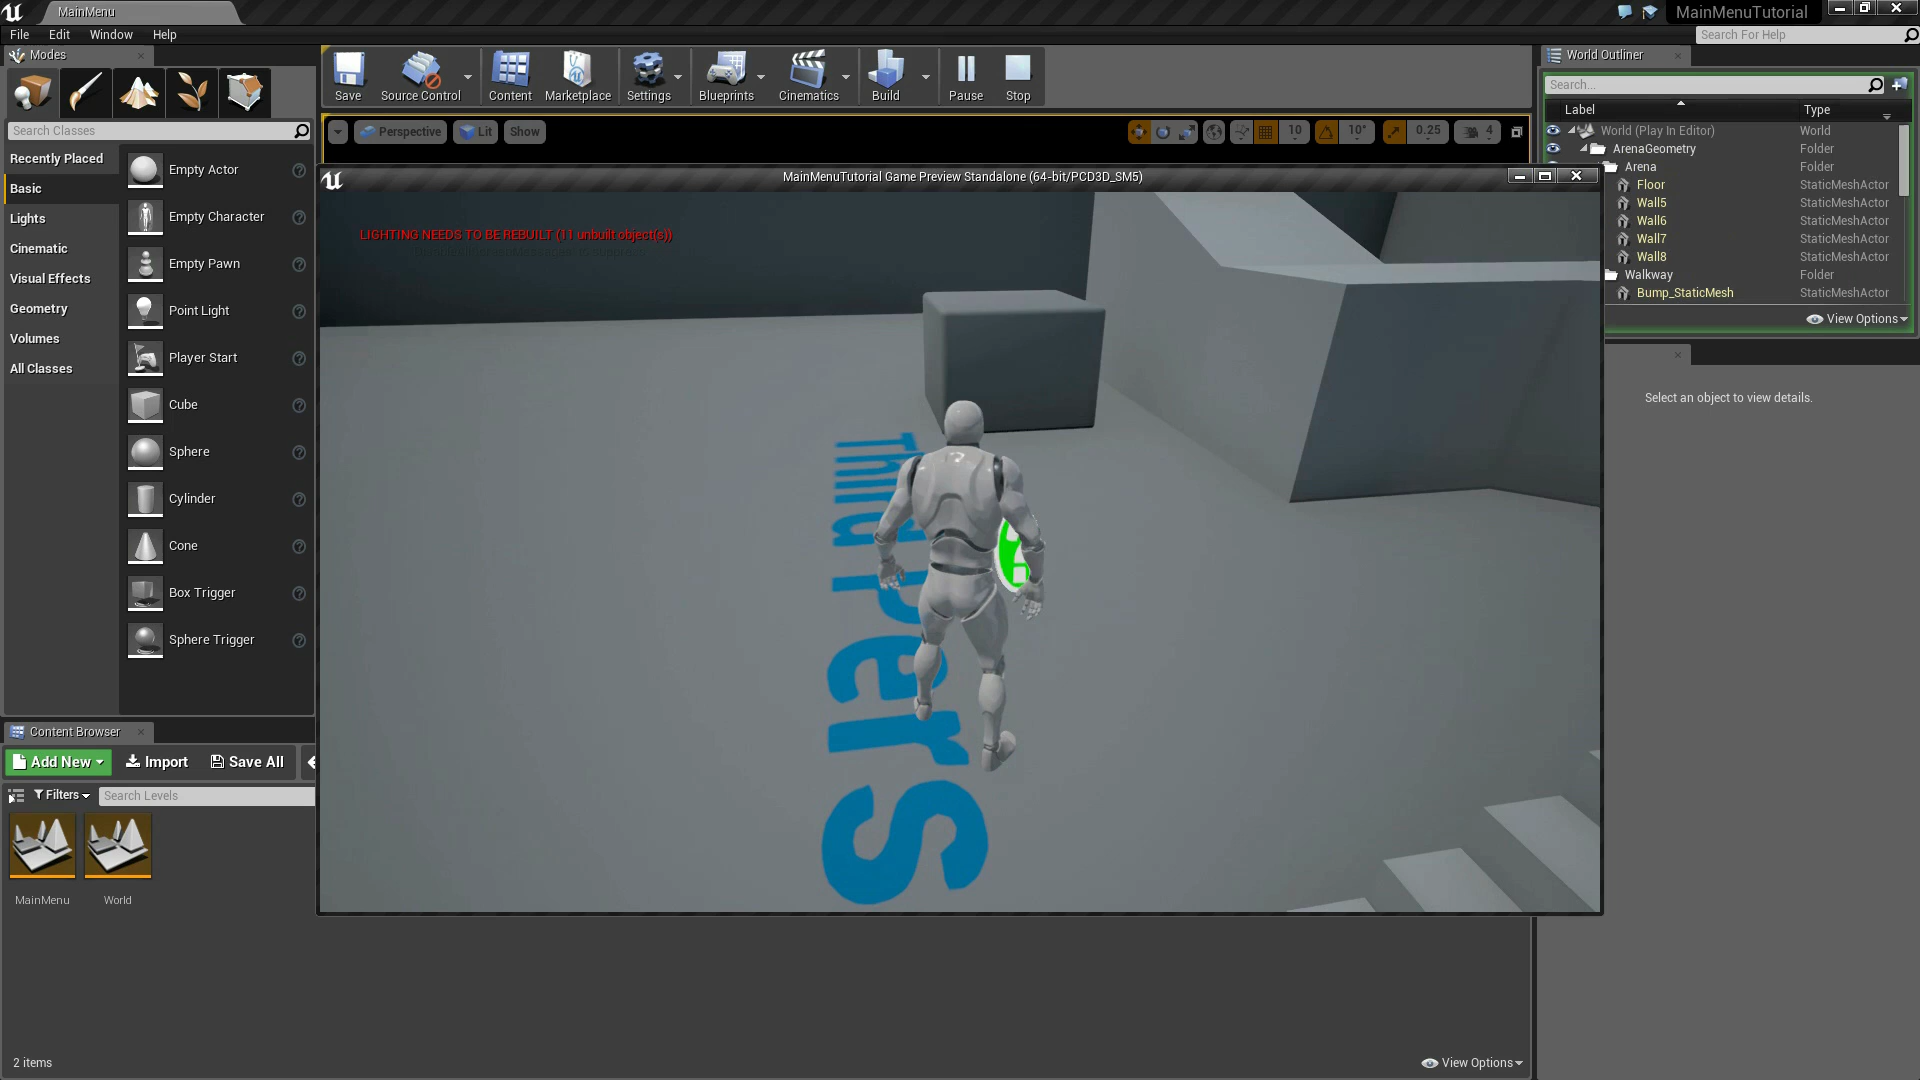 MainMenu
MainMenuTutorial
File Edit Window Help
Search For Help
Modes
World Outliner
Save Source Control Content Marketplace Settings Blueprints Cinematics Build Pause Stop
Search...
Label Type
Search Classes
Perspective Lit Show 10 10° 0.25 4
World (Play In Editor) World
ArenaGeometry Folder
Arena Folder
Floor StaticMeshActor
Wall5 StaticMeshActor
Wall6 StaticMeshActor
Wall7 StaticMeshActor
Wall8 StaticMeshActor
Walkway Folder
Bump_StaticMesh StaticMeshActor
View Options
Select an object to view details.
Recently Placed
Basic
Lights
Cinematic
Visual Effects
Geometry
Volumes
All Classes
Empty Actor
Empty Character
Empty Pawn
Point Light
Player Start
Cube
Sphere
Cylinder
Cone
Box Trigger
Sphere Trigger
MainMenuTutorial Game Preview Standalone (64-bit/PCD3D_SM5)
LIGHTING NEEDS TO BE REBUILT (11 unbuilt object(s))
Third PerS
Content Browser
Add New Import Save All
Filters Search Levels
MainMenu World
2 items
View Options